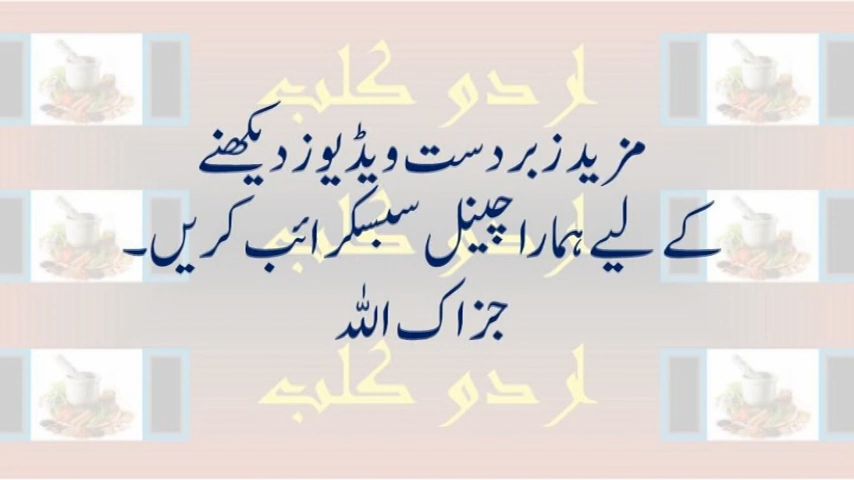 اردو کلب
مزید زبردست ویڈیوز دیکھنے
کے لیے ہمارا چینل سبسکرائب کریں۔
اردو کلب
جزاک اللہ
اردو کلب